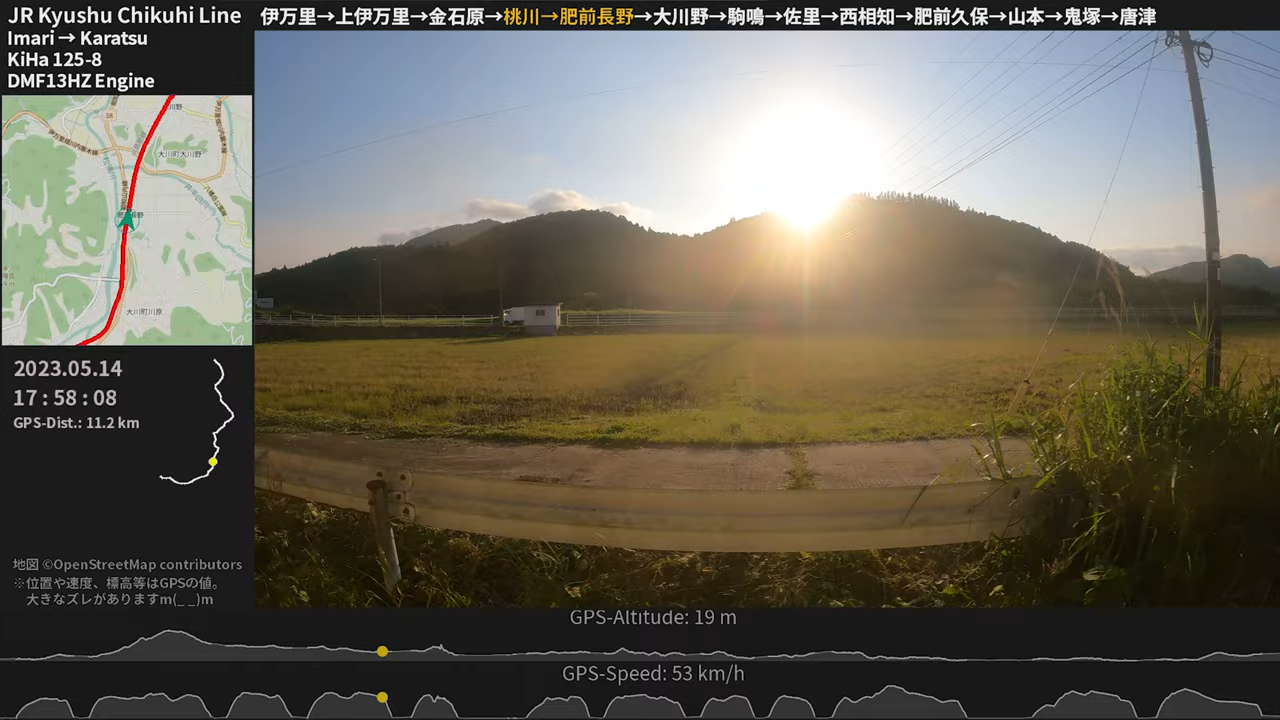 JR Kyushu Chikuhi Line
Imari → Karatsu
KiHa 125-8
DMF13HZ Engine
伊万里→上伊万里→金石原→桃川→肥前長野→大川野→駒鳴→佐里→西相知→肥前久保→山本→鬼塚→唐津
38
大川町大川野
大川町川原
2023.05.14
17 : 58 : 08
GPS-Dist.: 11.2 km
地図 ©OpenStreetMap contributors
※位置や速度、標高等はGPSの値。
大きなズレがありますm(_ _)m
GPS-Altitude: 19 m
GPS-Speed: 53 km/h